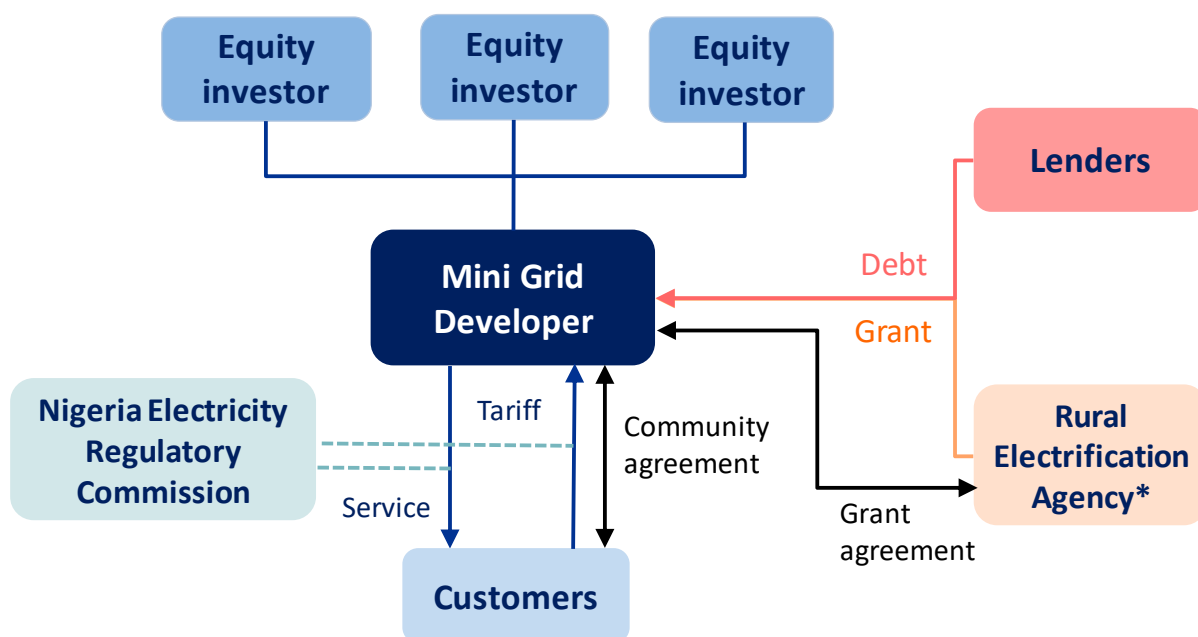 Equity
investor
Equity
investor
Equity
investor
Lenders
Mini Grid
Developer
Debt
Grant
Nigeria Electricity
Regulatory
Commission
Tariff
Community
agreement
Service
Rural
Electrification
Agency*
Grant
agreement
Customers